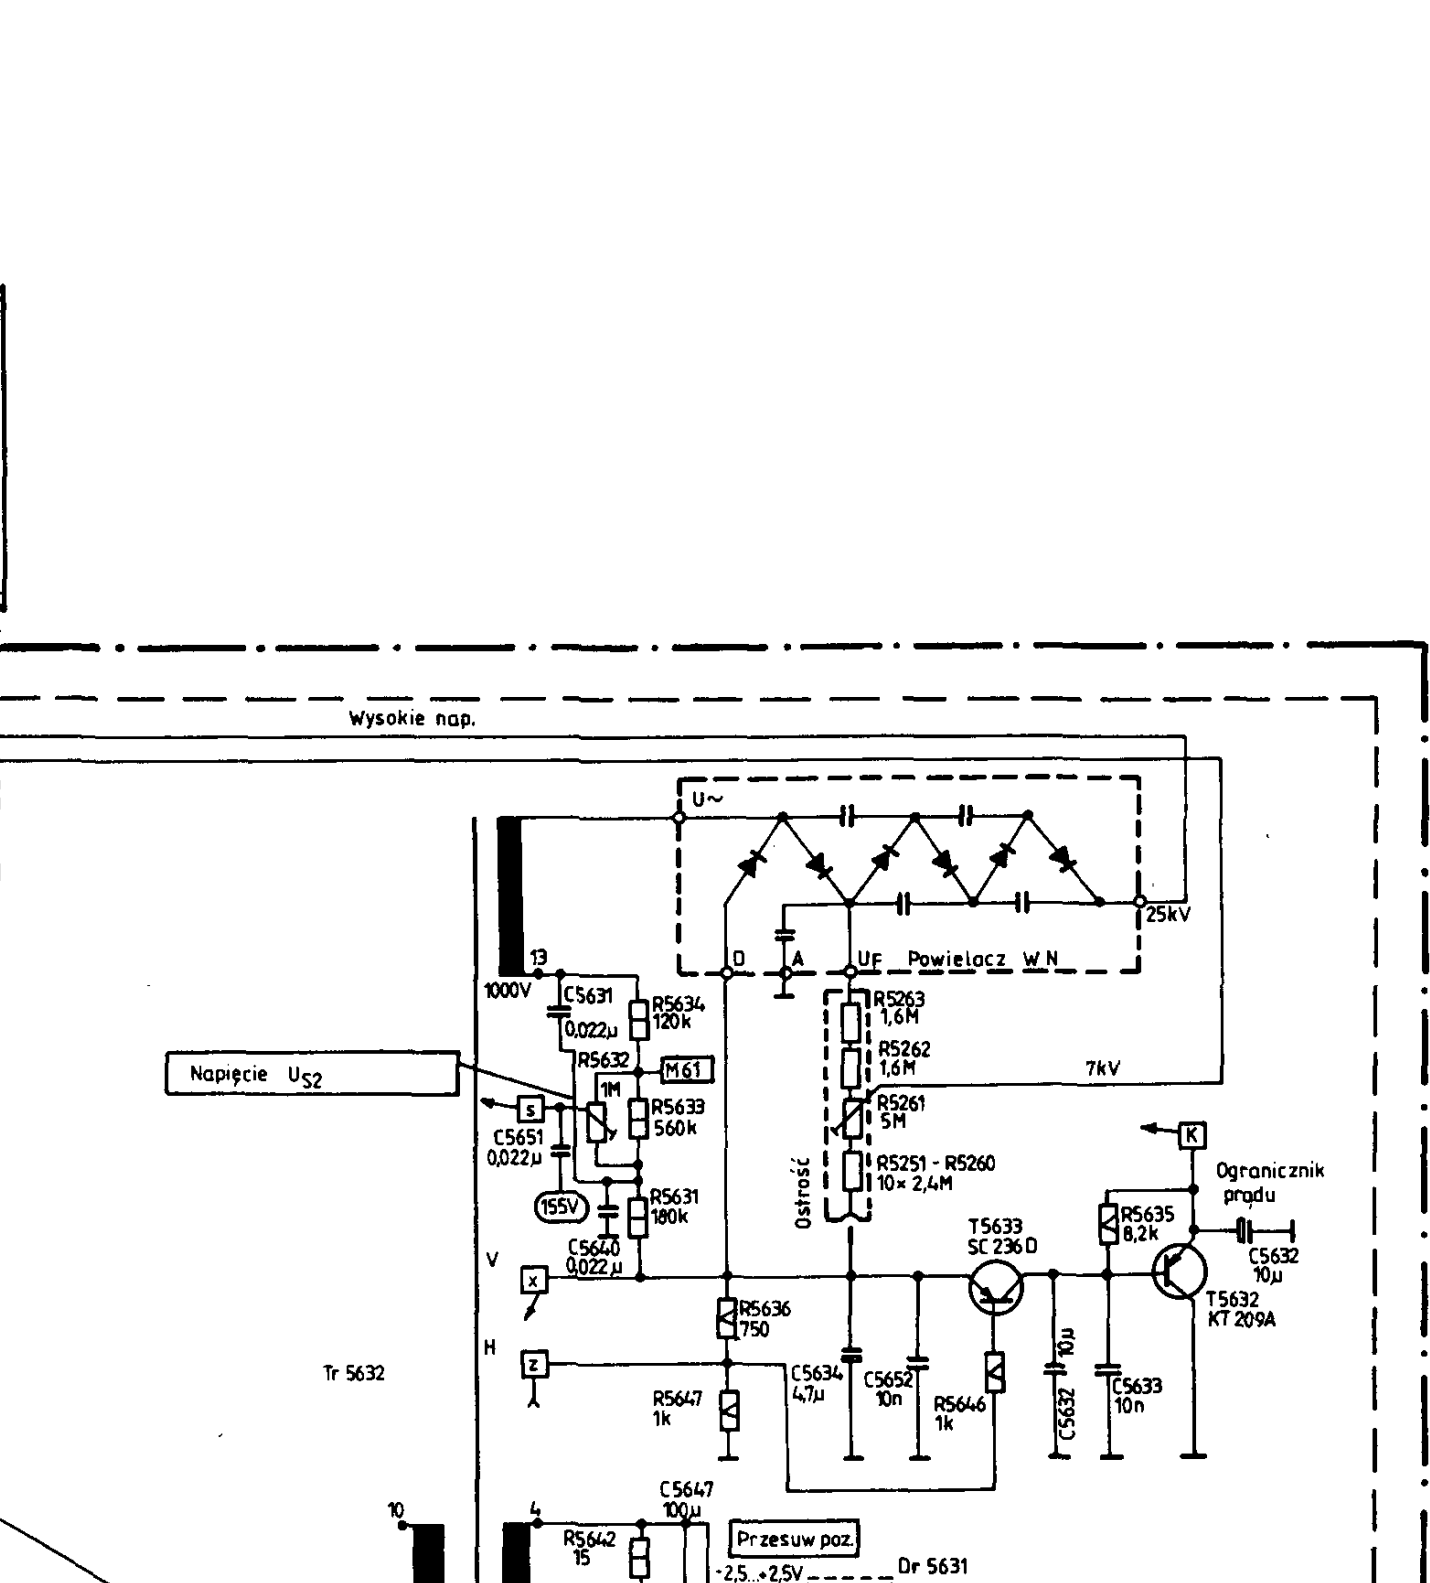 Wysokie nap.
U~
25kV
13
D
A
UF
Powielacz WN
1000V
C5631
0,022µ
R5634
120k
R5263
1,6M
R5632
1M
M61
R5262
1,6M
7kV
Napięcie US2
s
R5633
560k
R5261
5M
C5651
0,022µ
K
R5251 - R5260
10× 2,4M
Ostrość
Ogranicznik
prądu
155V
R5631
180k
R5635
8,2k
T5633
SC 236D
C5640
0,022µ
C5632
10µ
V
x
R5636
750
T5632
KT 209A
H
z
Tr 5632
R5647
1k
C5634
4,7µ
C5652
10n
R5646
1k
C5632 10µ
C5633
10n
10
4
C5647
100µ
R5642
15
Przesuw poz.
-2,5...+2,5V
Dr 5631